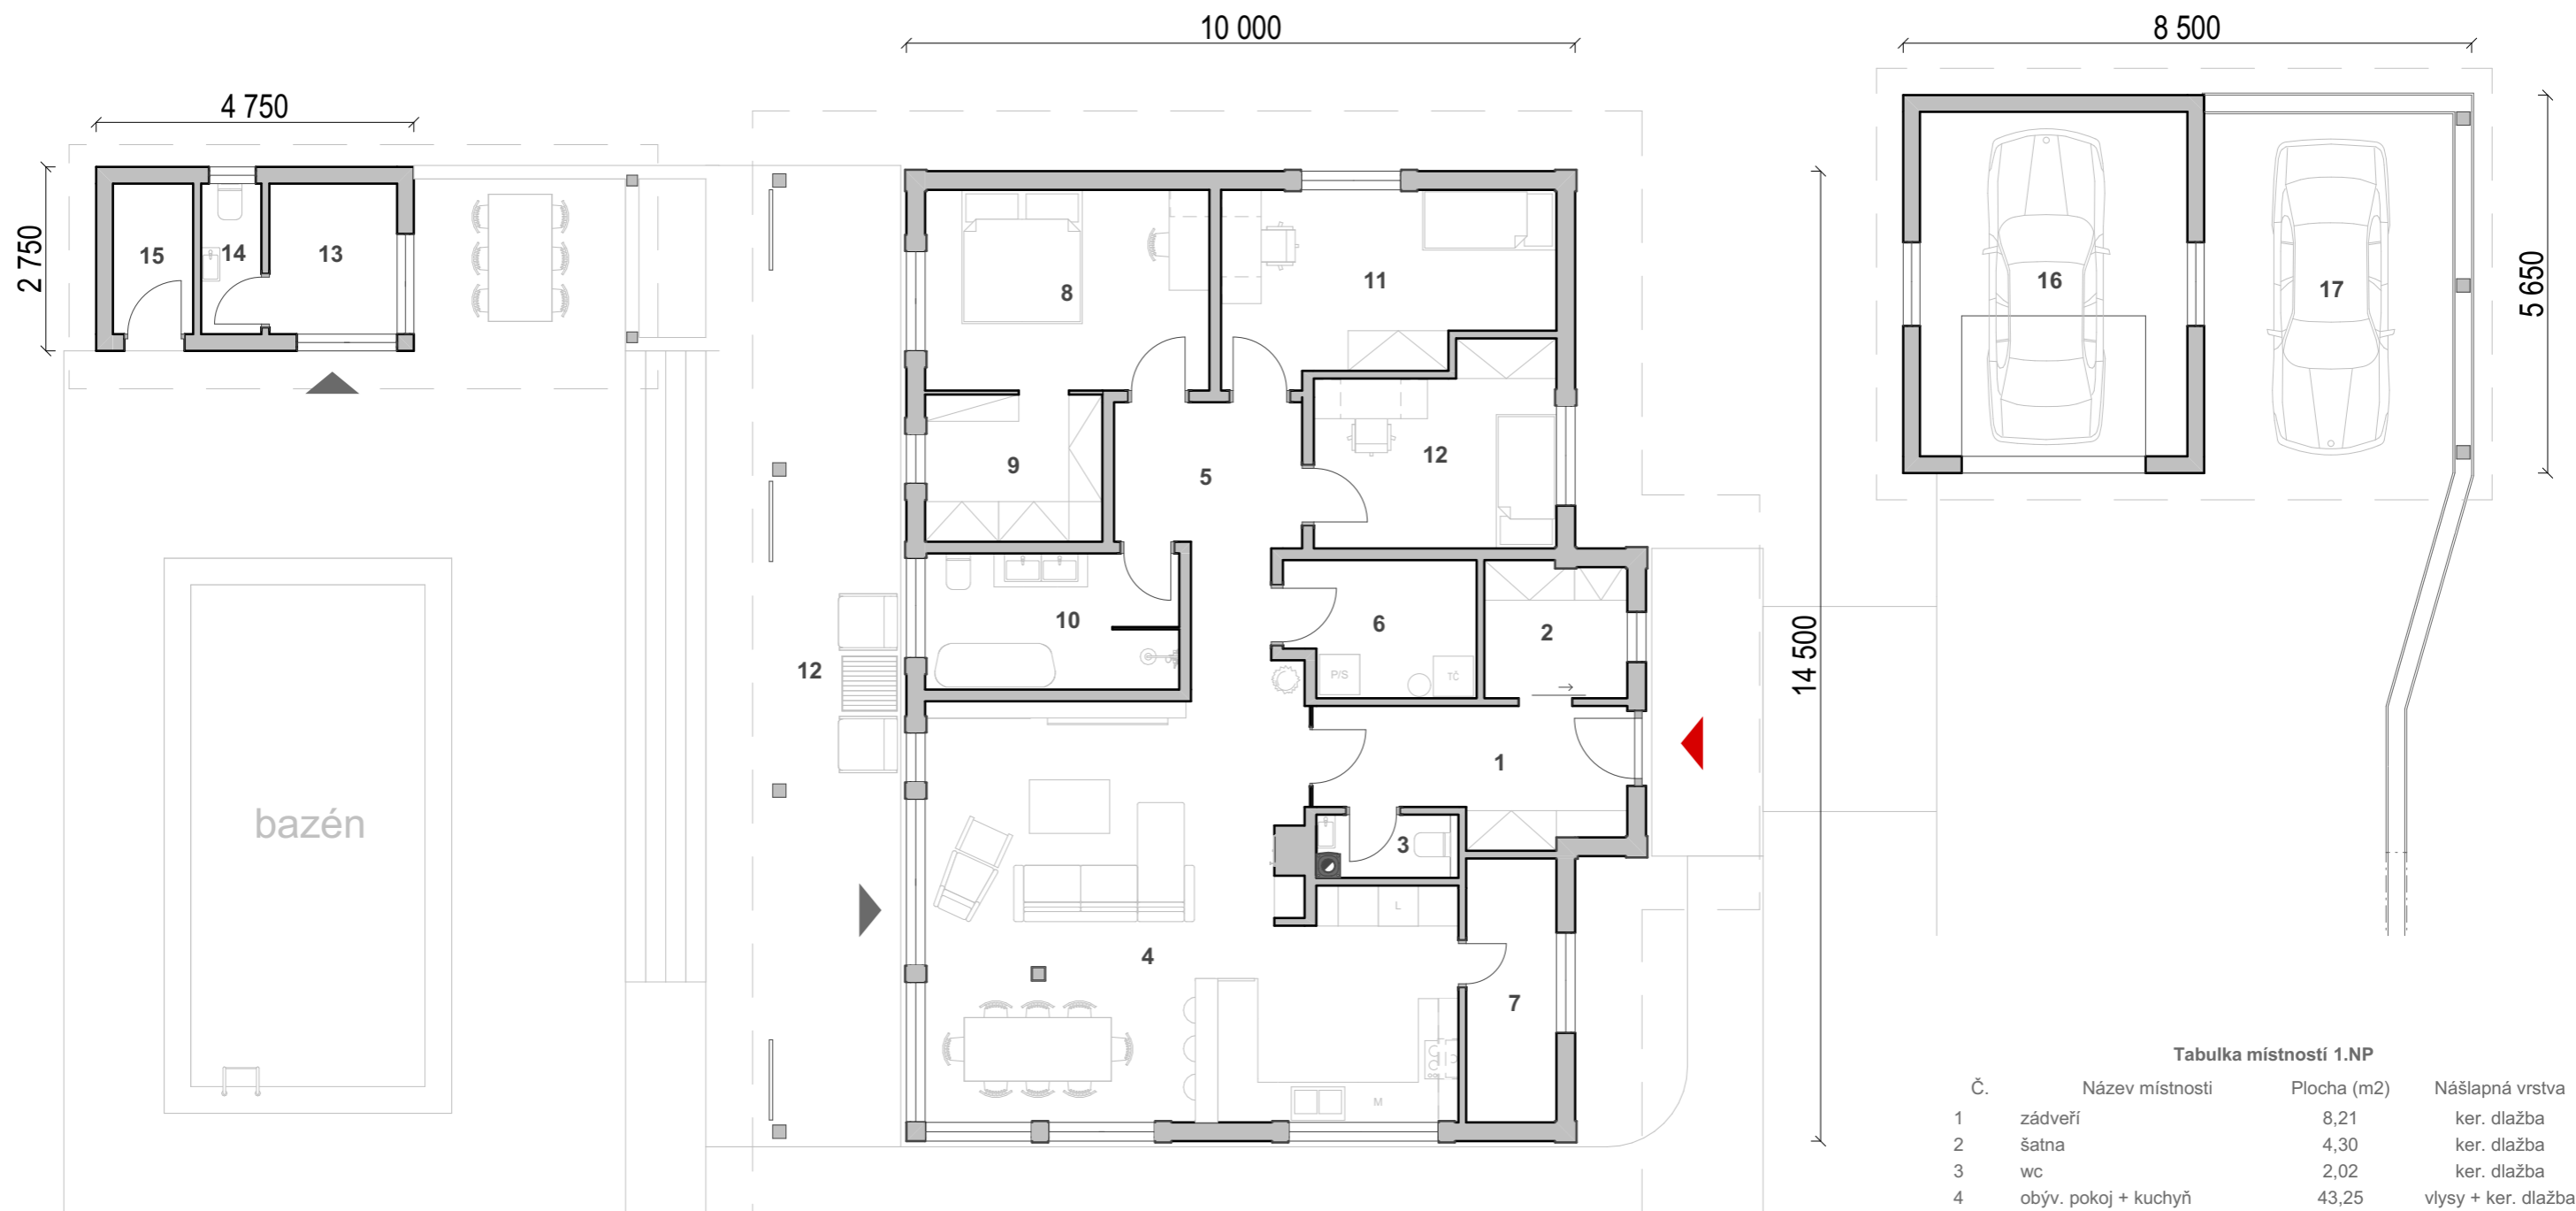 10 000
8 500
4 750
2 750
15
14
13
8
11
16
17
5 650
9
5
12
10
6
2
P/S
TČ
12
14 500
1
bazén
3
L
4
7
M
Tabulka místností 1.NP
Č. Název místnosti Plocha (m2) Nášlapná vrstva
1 zádveří 8,21 ker. dlažba
2 šatna 4,30 ker. dlažba
3 wc 2,02 ker. dlažba
4 obýv. pokoj + kuchyň 43,25 vlysy + ker. dlažba